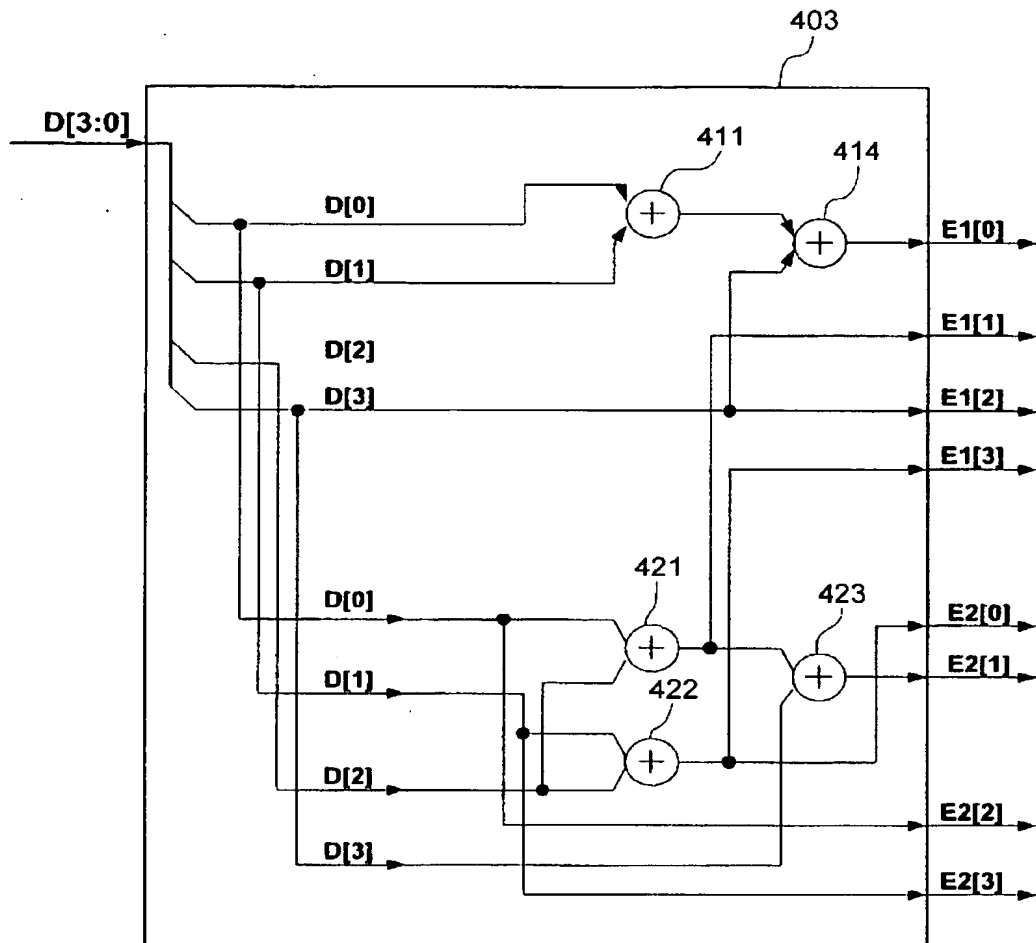 403
D[3:0]
411
414
D[0]
E1[0]
D[1]
E1[1]
D[2]
D[3]
E1[2]
E1[3]
421
423
D[0]
E2[0]
E2[1]
D[1]
422
D[2]
E2[2]
D[3]
E2[3]